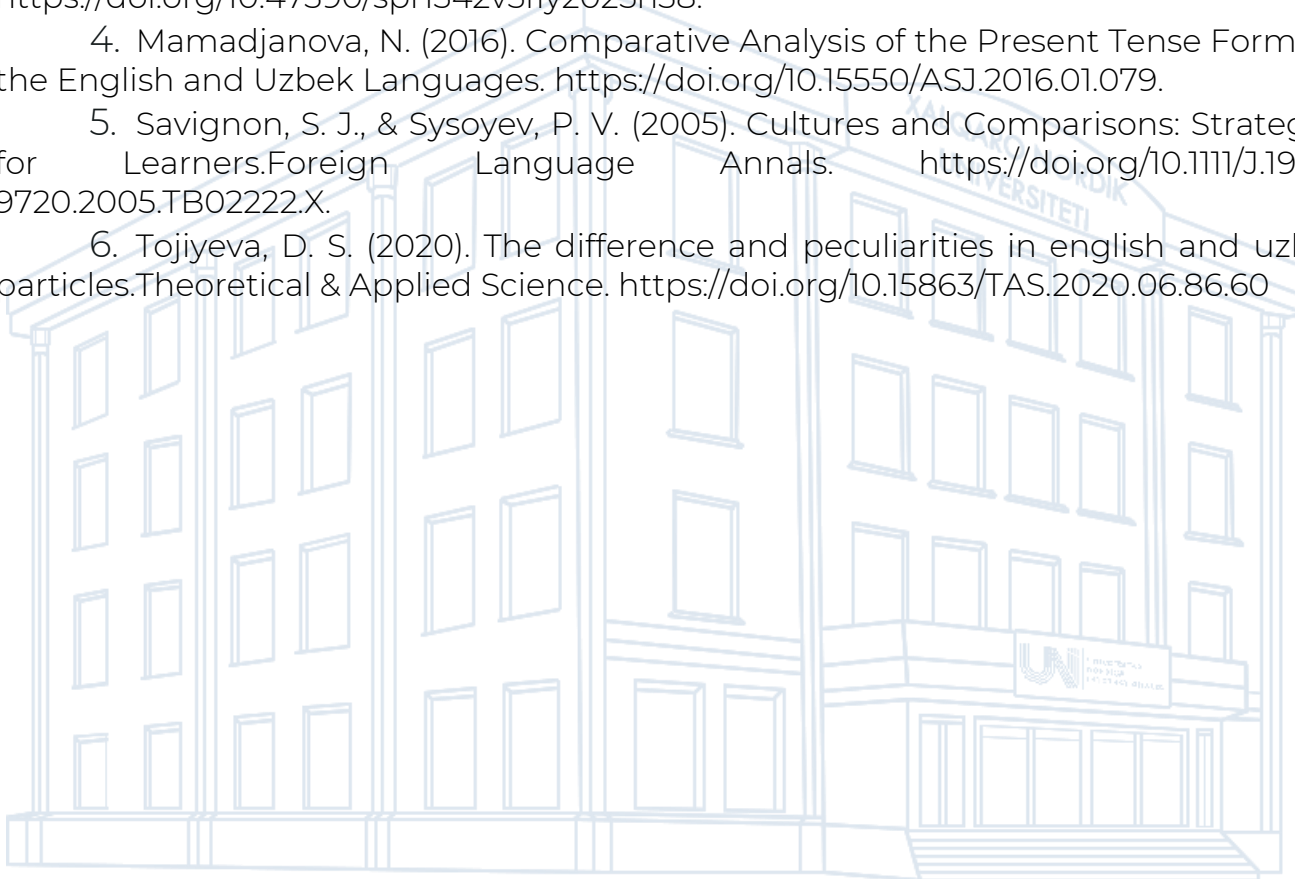 4. Mamadjanova, N. (2016). Comparative Analysis of the Present Tense Form
the English and Uzbek Languages. https://doi.org/10.15550/ASJ.2016.01.079.
5. Savignon, S. J., & Sysoyev, P. V. (2005). Cultures and Comparisons: Strateg
for Learners.Foreign Language Annals. https://doi.org/10.1111/J.19
9720.2005.TB02222.X.
6. Tojiyeva, D. S. (2020). The difference and peculiarities in english and uzb
particles.Theoretical & Applied Science. https://doi.org/10.15863/TAS.2020.06.86.60
UNIVERSITETI
UN